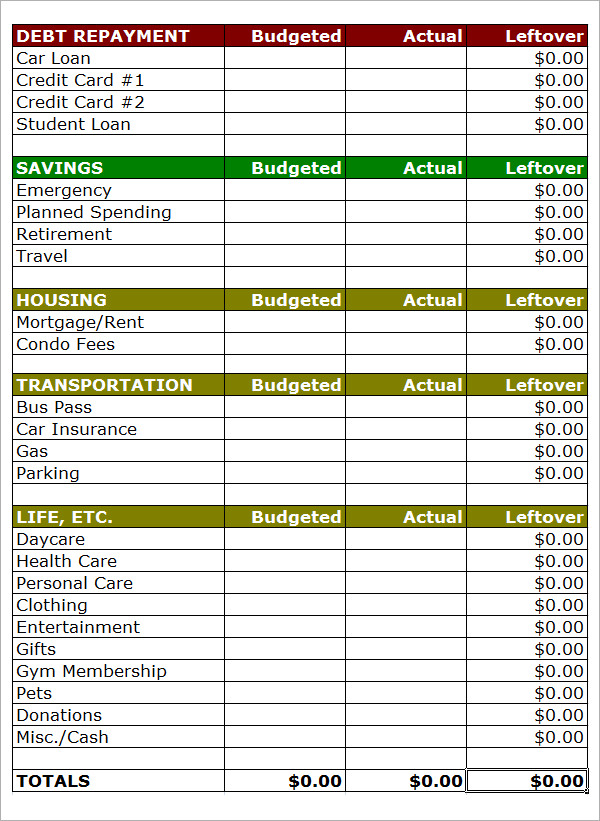 DEBT REPAYMENT Budgeted Actual Leftover
Car Loan $0.00
Credit Card #1 $0.00
Credit Card #2 $0.00
Student Loan $0.00
SAVINGS Budgeted Actual Leftover
Emergency $0.00
Planned Spending $0.00
Retirement $0.00
Travel $0.00
HOUSING Budgeted Actual Leftover
Mortgage/Rent $0.00
Condo Fees $0.00
TRANSPORTATION Budgeted Actual Leftover
Bus Pass $0.00
Car Insurance $0.00
Gas $0.00
Parking $0.00
LIFE, ETC. Budgeted Actual Leftover
Daycare $0.00
Health Care $0.00
Personal Care $0.00
Clothing $0.00
Entertainment $0.00
Gifts $0.00
Gym Membership $0.00
Pets $0.00
Donations $0.00
Misc./Cash $0.00
TOTALS $0.00 $0.00 $0.00